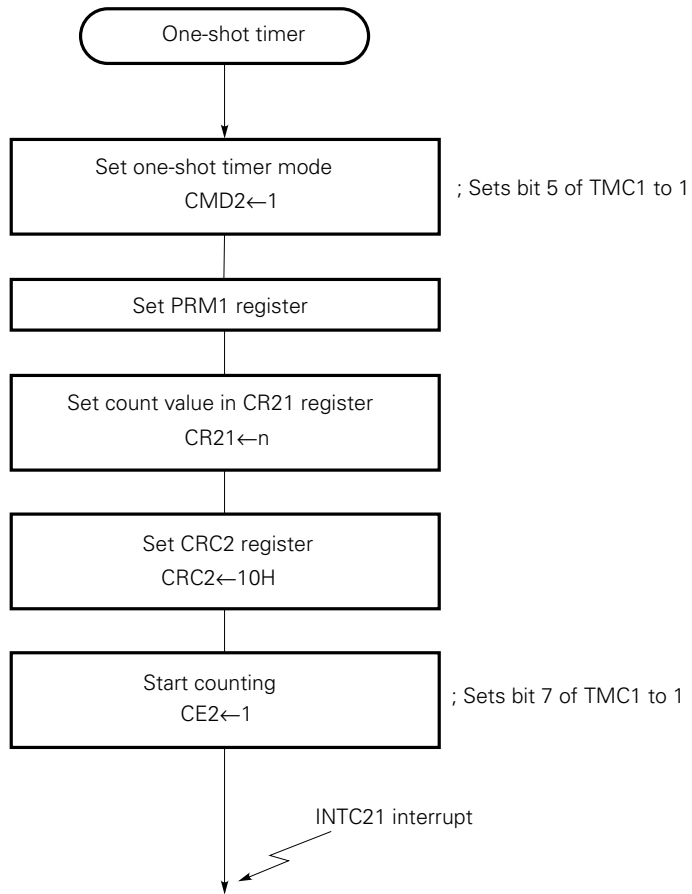 One-shot timer
Set one-shot timer mode
CMD2←1
; Sets bit 5 of TMC1 to 1
Set PRM1 register
Set count value in CR21 register
CR21←n
Set CRC2 register
CRC2←10H
Start counting
CE2←1
; Sets bit 7 of TMC1 to 1
INTC21 interrupt